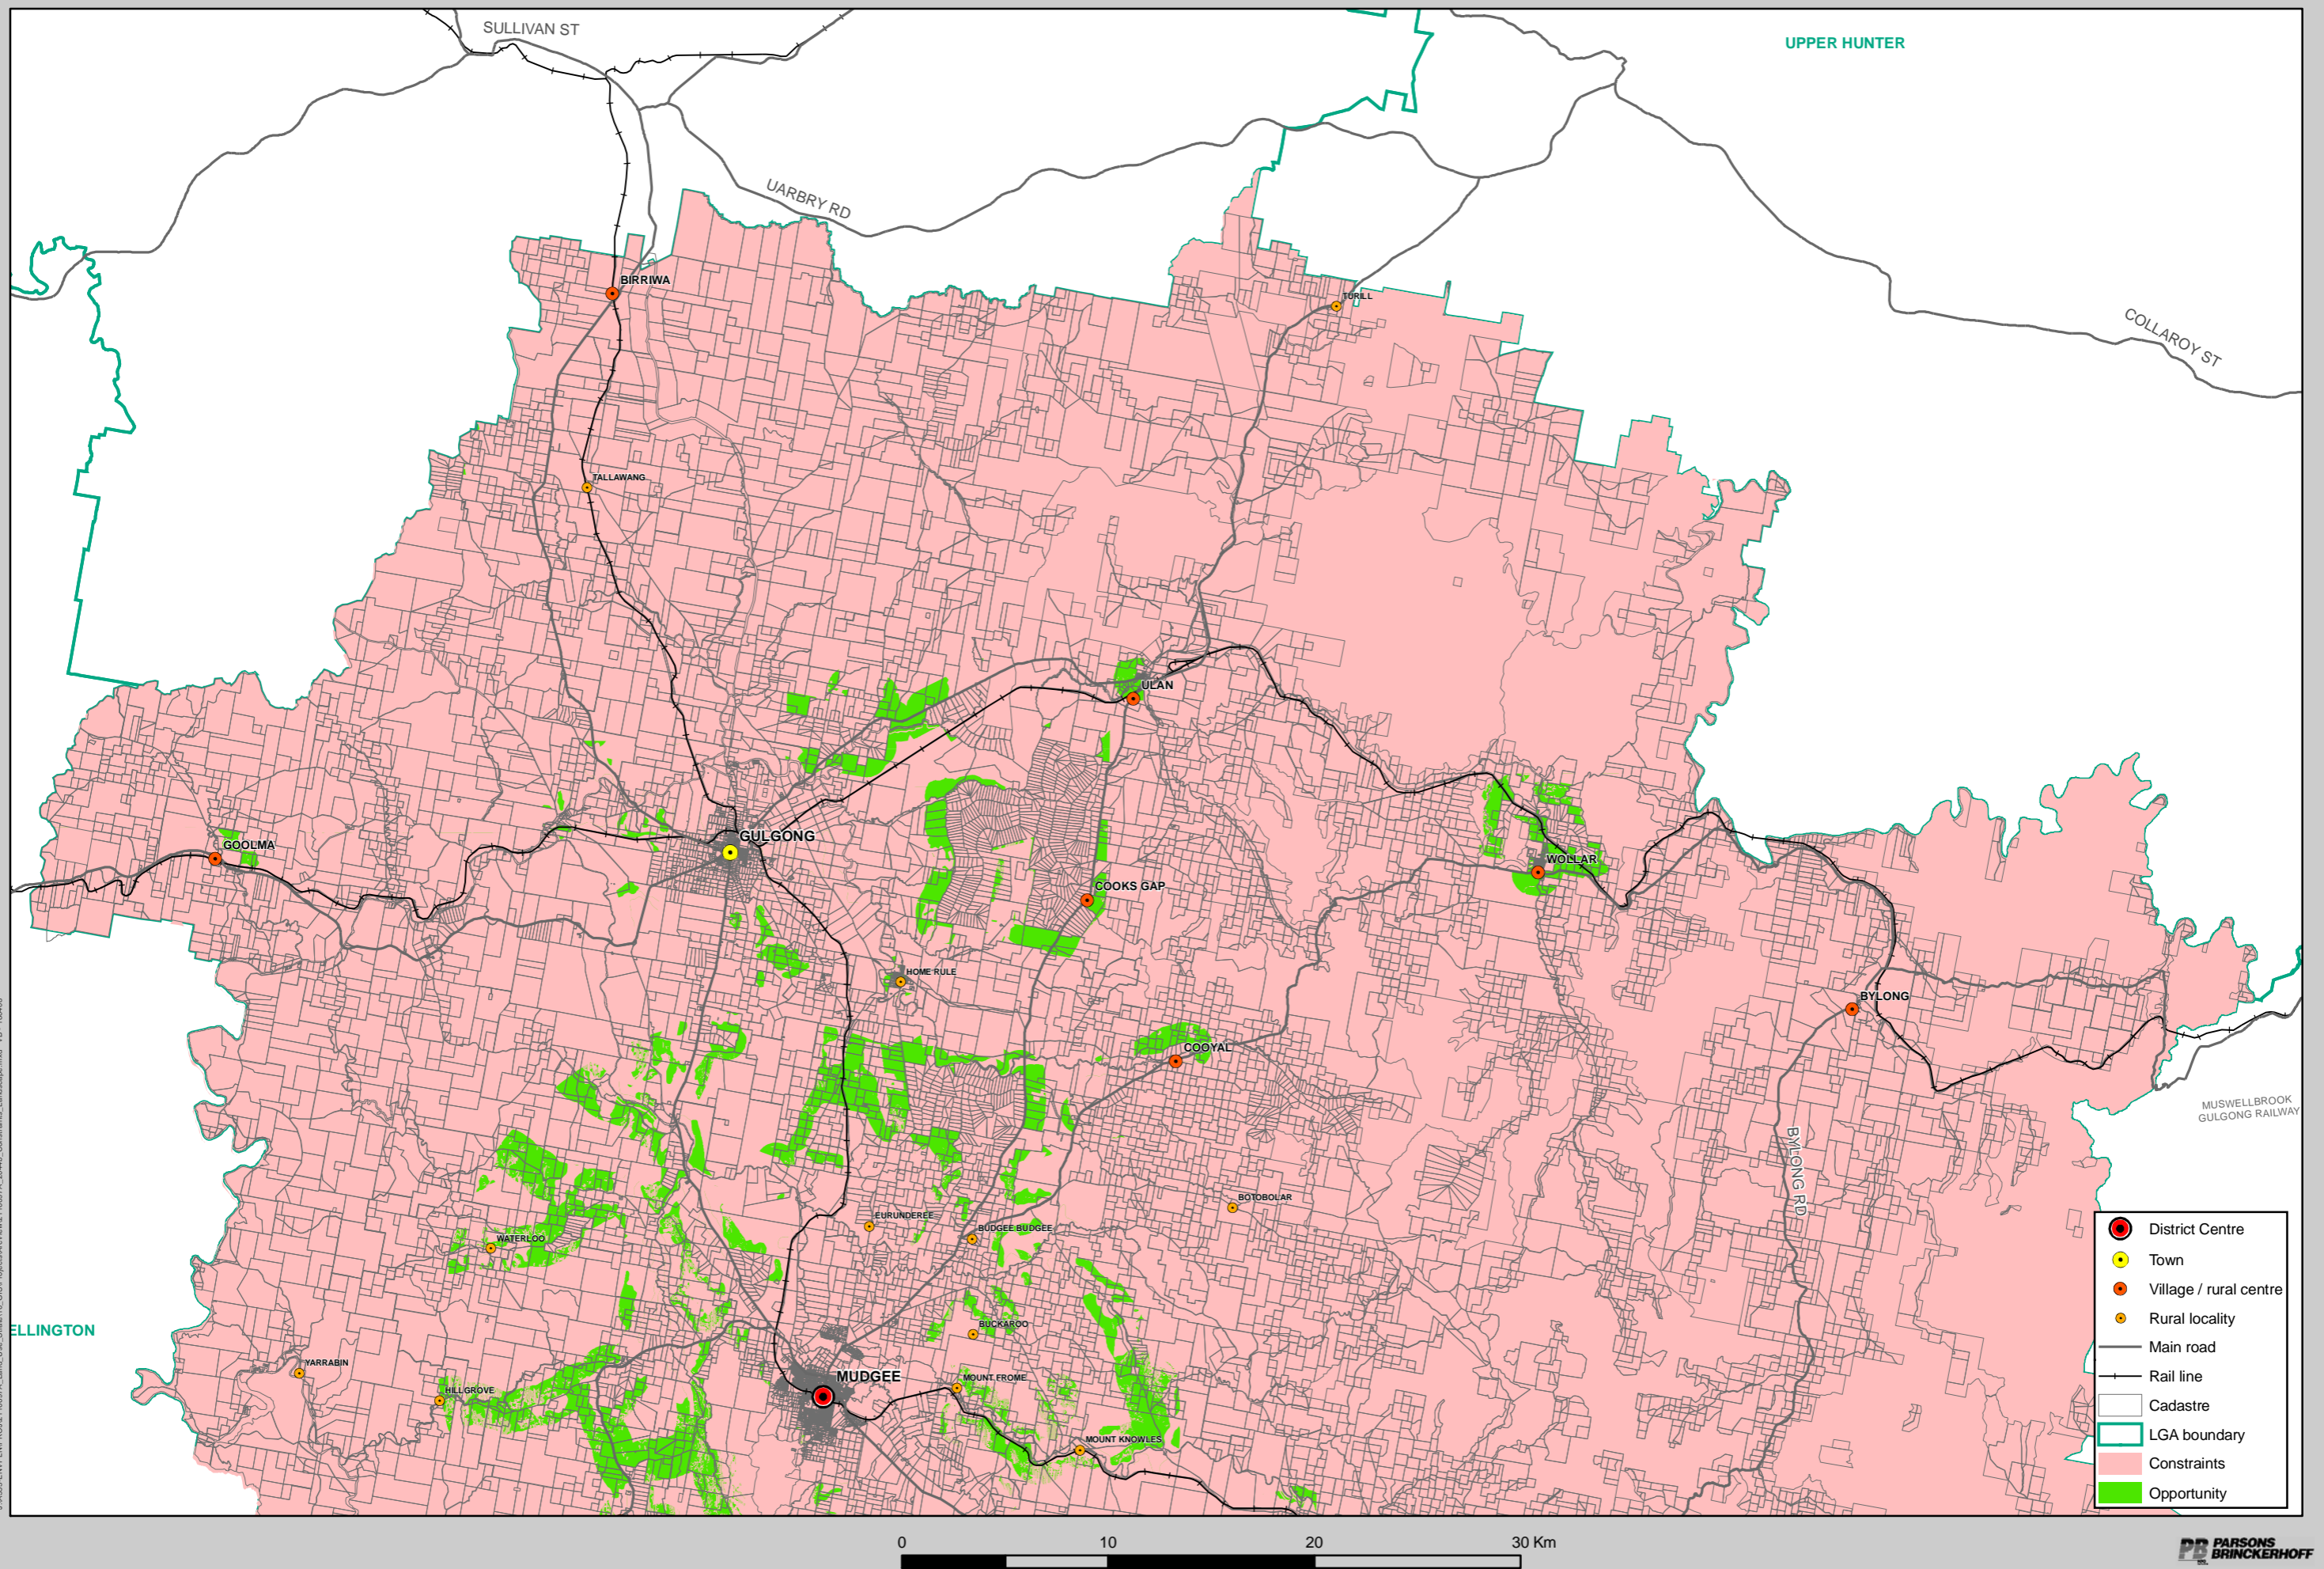 SULLIVAN ST
UPPER HUNTER
UARBRY RD
BIRRIWA
TURILL
COLLAROY ST
TALLAWANG
ULAN
GULGONG
GOOLMA
WOLLAR
COOKS GAP
HOME RULE
BYLONG
COOYAL
MUSWELLBROOK
GULGONG RAILWAY
BYLONG RD
BOTOBOLAR
EURUNDEREE
BUDGEE BUDGEE
WATERLOO
ELLINGTON
BUCKAROO
YARRABIN
MUDGEE
MOUNT FROME
HILLGROVE
MOUNT KNOWLES
District Centre
Town
Village / rural centre
Rural locality
Main road
Rail line
Cadastre
LGA boundary
Constraints
Opportunity
0 10 20 30 Km
PB PARSONS
BRINCKERHOFF